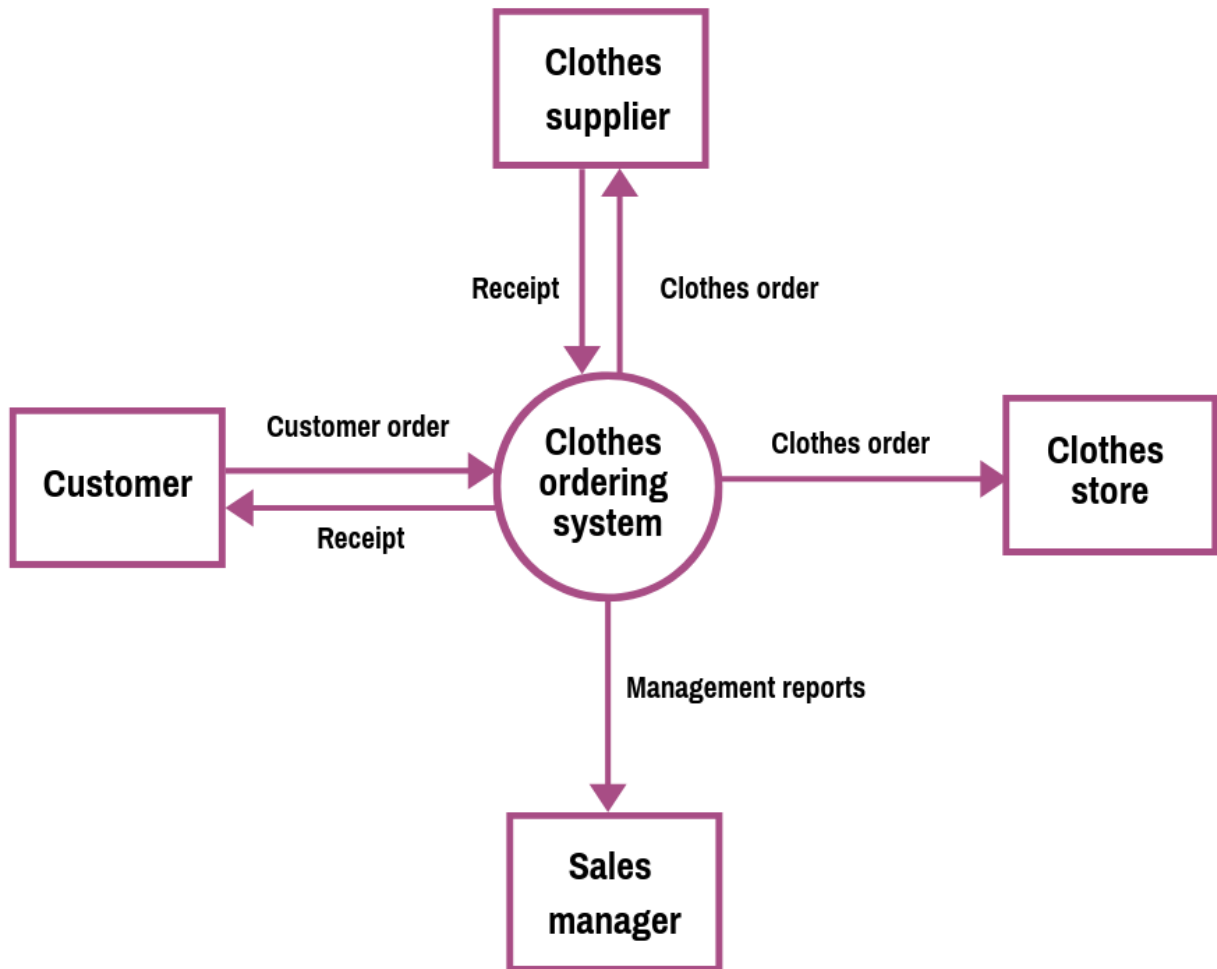 Clothes
supplier
Receipt
Clothes order
Customer order
Customer
Receipt
Clothes
ordering
system
Clothes order
Clothes
store
Management reports
Sales
manager